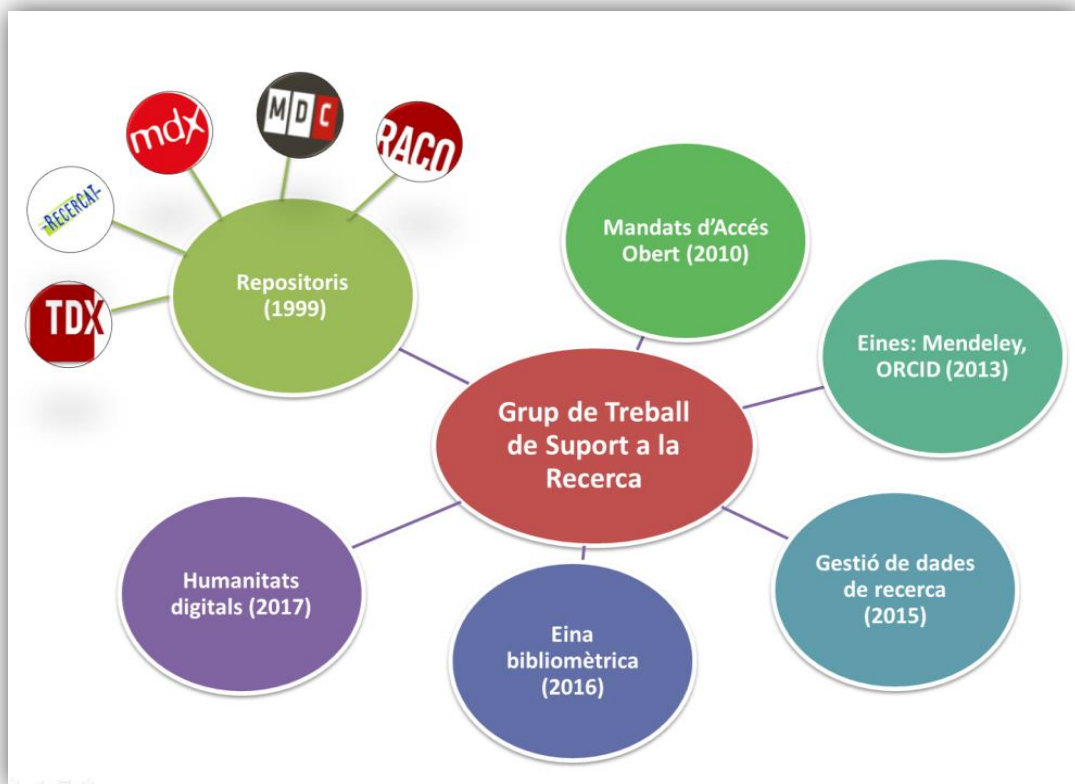 mdx
MDC
RACO
RECERCAT
TDX
Repositoris
(1999)
Mandats d'Accés
Obert (2010)
Eines: Mendeley,
ORCID (2013)
Grup de Treball
de Suport a la
Recerca
Gestió de dades
de recerca
(2015)
Eina
bibliomètrica
(2016)
Humanitats
digitals (2017)